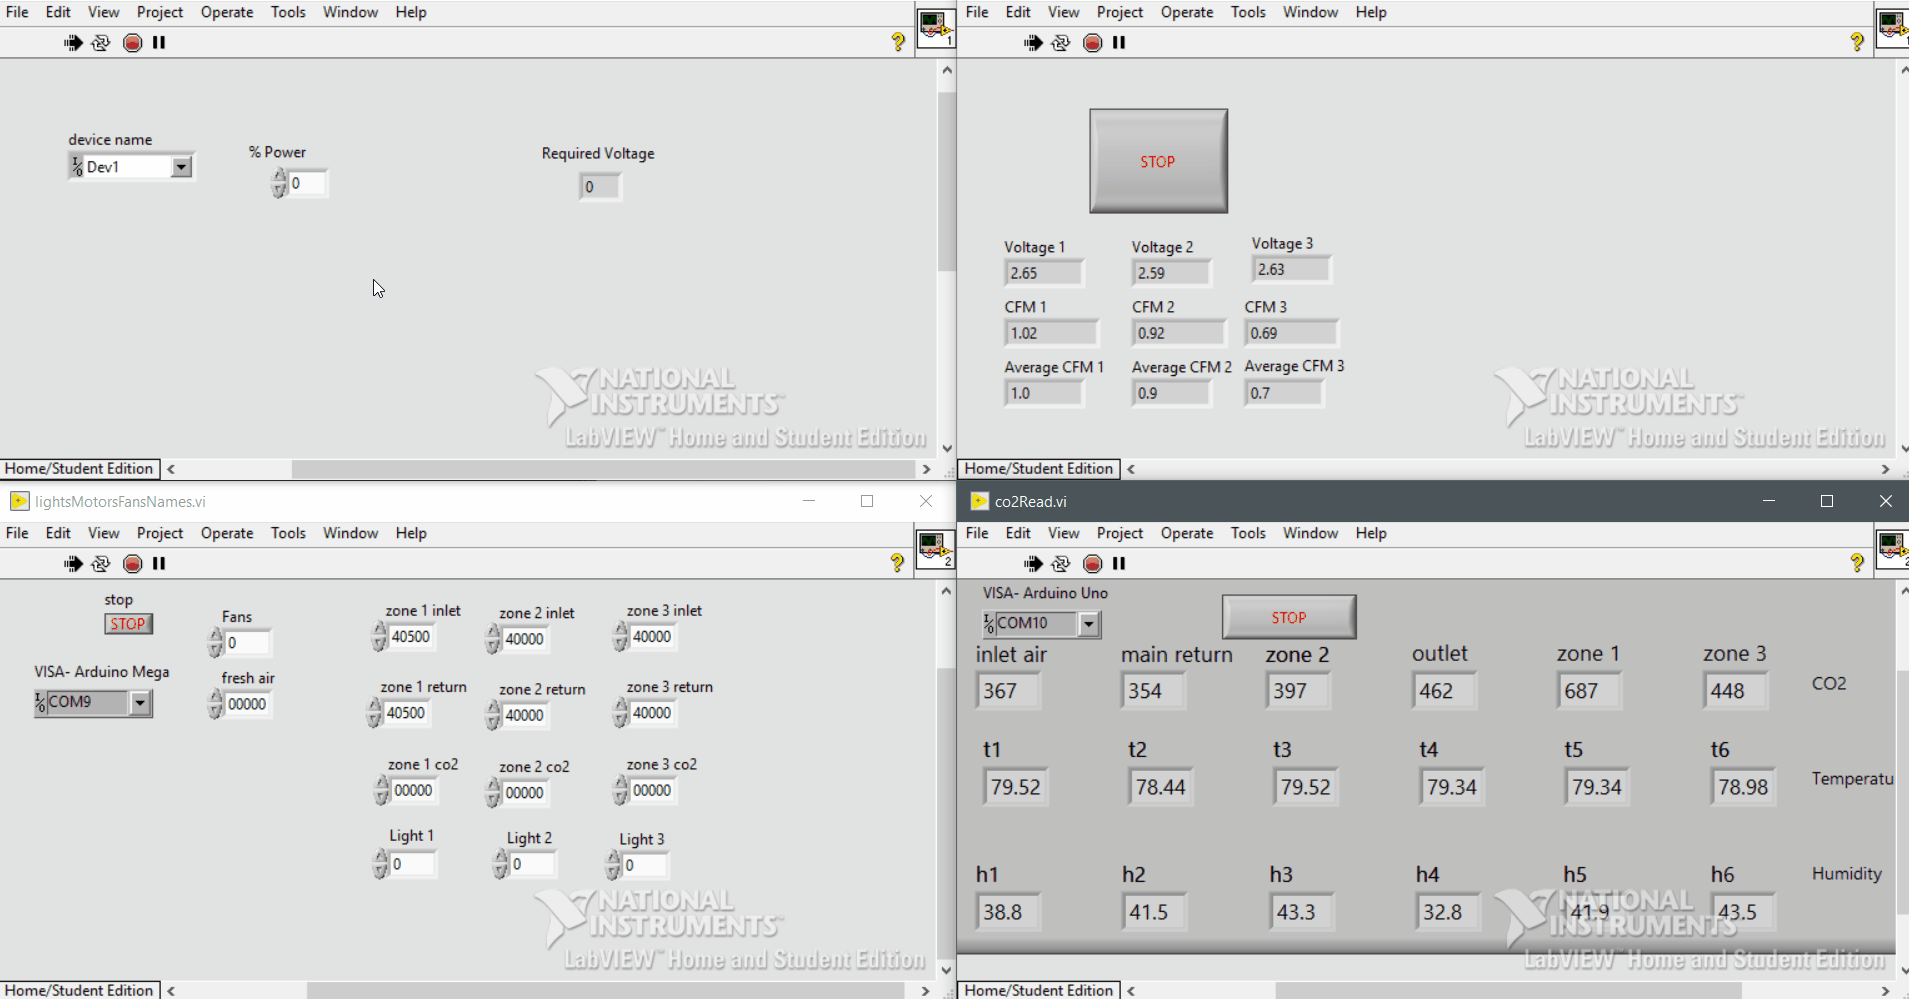 File Edit View Project Operate Tools Window Help
1
device name
Dev1
% Power
0
Required Voltage
0
NATIONAL
INSTRUMENTS™
LabVIEW™ Home and Student Edition
Home/Student Edition
File Edit View Project Operate Tools Window Help
1
STOP
Voltage 1 Voltage 2 Voltage 3
2.65 2.59 2.63
CFM 1 CFM 2 CFM 3
1.02 0.92 0.69
Average CFM 1 Average CFM 2 Average CFM 3
1.0 0.9 0.7
NATIONAL
INSTRUMENTS™
LabVIEW™ Home and Student Edition
Home/Student Edition
lightsMotorsFansNames.vi
File Edit View Project Operate Tools Window Help
2
stop
STOP
VISA- Arduino Mega
COM9
Fans
0
fresh air
00000
zone 1 inlet zone 2 inlet zone 3 inlet
40500 40000 40000
zone 1 return zone 2 return zone 3 return
40500 40000 40000
zone 1 co2 zone 2 co2 zone 3 co2
00000 00000 00000
Light 1 Light 2 Light 3
0 0 0
NATIONAL
INSTRUMENTS™
LabVIEW™ Home and Student Edition
Home/Student Edition
co2Read.vi
File Edit View Project Operate Tools Window Help
2
VISA- Arduino Uno
COM10
STOP
inlet air main return zone 2 outlet zone 1 zone 3
367 354 397 462 687 448 CO2
t1 t2 t3 t4 t5 t6
79.52 78.44 79.52 79.34 79.34 78.98 Temperatu
h1 h2 h3 h4 h5 h6 Humidity
38.8 41.5 43.3 32.8 41.9 43.5
NATIONAL
INSTRUMENTS™
LabVIEW™ Home and Student Edition
Home/Student Edition